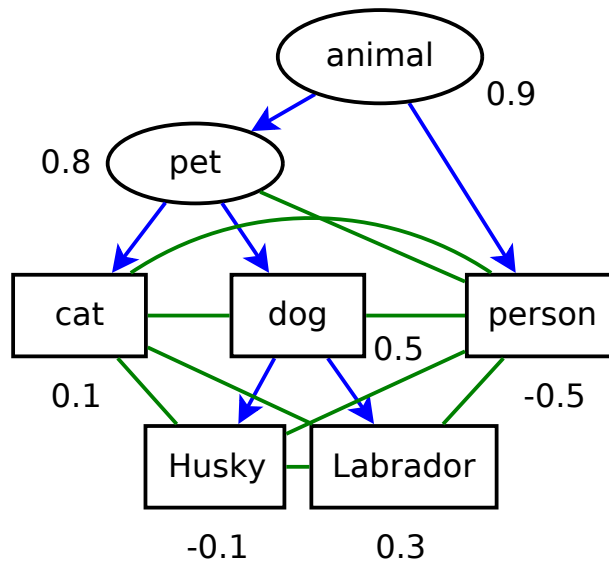 animal
0.9
0.8
pet
cat
dog
person
0.5
0.1
-0.5
Husky
Labrador
-0.1
0.3